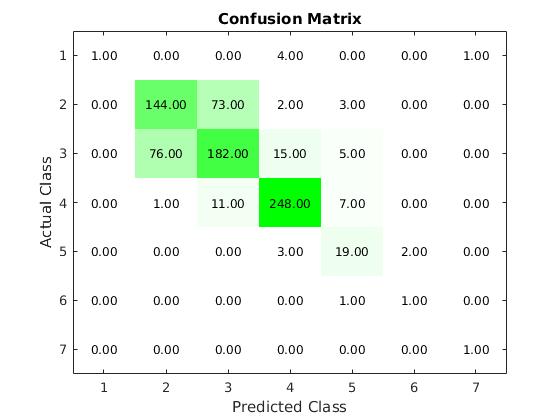 Confusion Matrix
1 1.00 0.00 0.00 4.00 0.00 0.00 1.00
2 0.00 144.00 73.00 2.00 3.00 0.00 0.00
3 0.00 76.00 182.00 15.00 5.00 0.00 0.00
4 0.00 1.00 11.00 248.00 7.00 0.00 0.00
5 0.00 0.00 0.00 3.00 19.00 2.00 0.00
6 0.00 0.00 0.00 0.00 1.00 1.00 0.00
7 0.00 0.00 0.00 0.00 0.00 0.00 1.00
1 2 3 4 5 6 7
Predicted Class
Actual Class